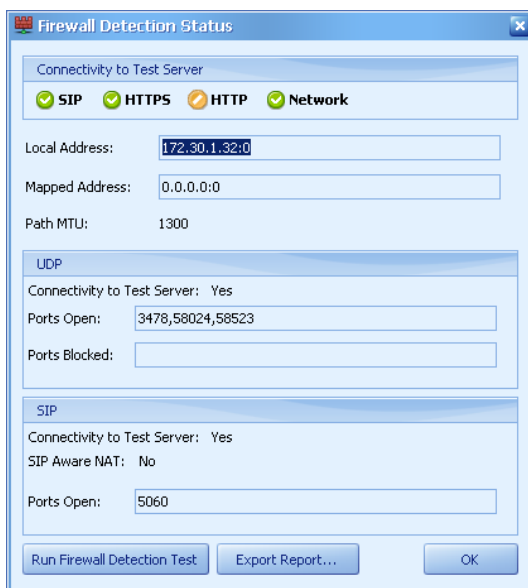 Firewall Detection Status
Connectivity to Test Server
SIP HTTPS HTTP Network
Local Address: 172.30.1.32:0
Mapped Address: 0.0.0.0:0
Path MTU: 1300
UDP
Connectivity to Test Server: Yes
Ports Open: 3478,58024,58523
Ports Blocked:
SIP
Connectivity to Test Server: Yes
SIP Aware NAT: No
Ports Open: 5060
Run Firewall Detection Test Export Report... OK